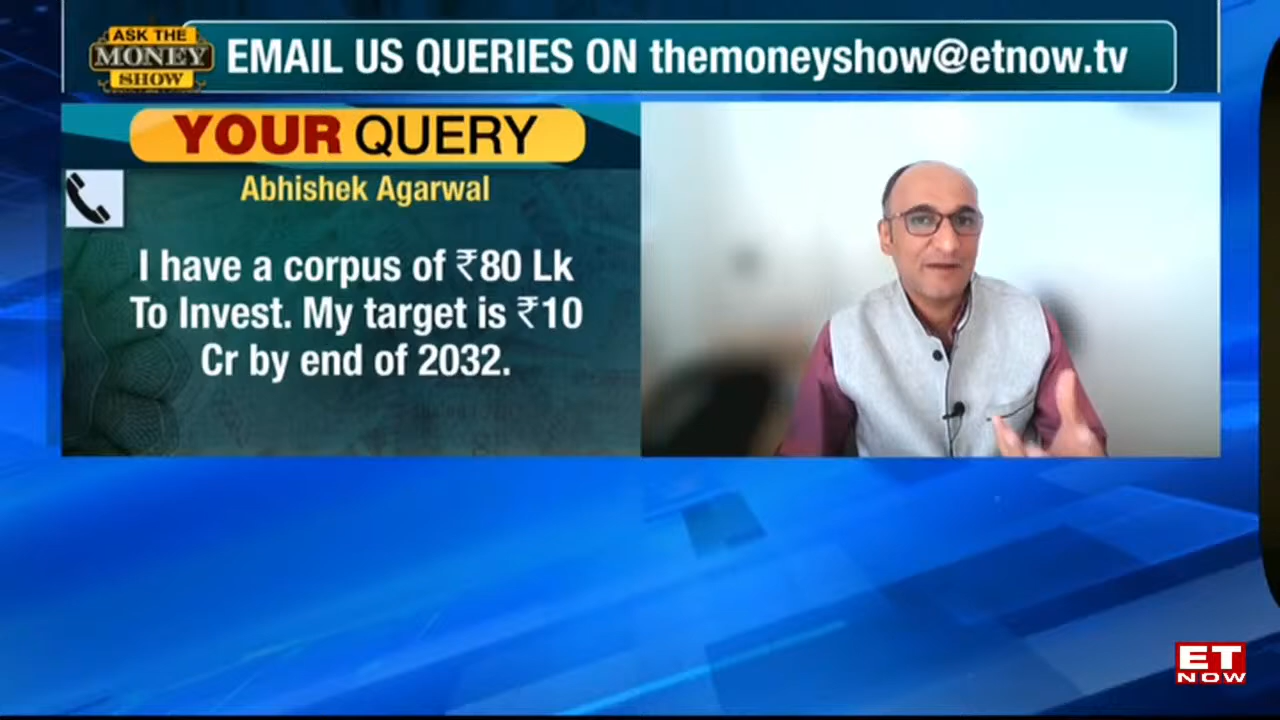 ASK THE
MONEY
SHOW
EMAIL US QUERIES ON themoneyshow@etnow.tv
YOUR QUERY
Abhishek Agarwal
I have a corpus of ₹80 Lk
To Invest. My target is ₹10
Cr by end of 2032.
ET
NOW